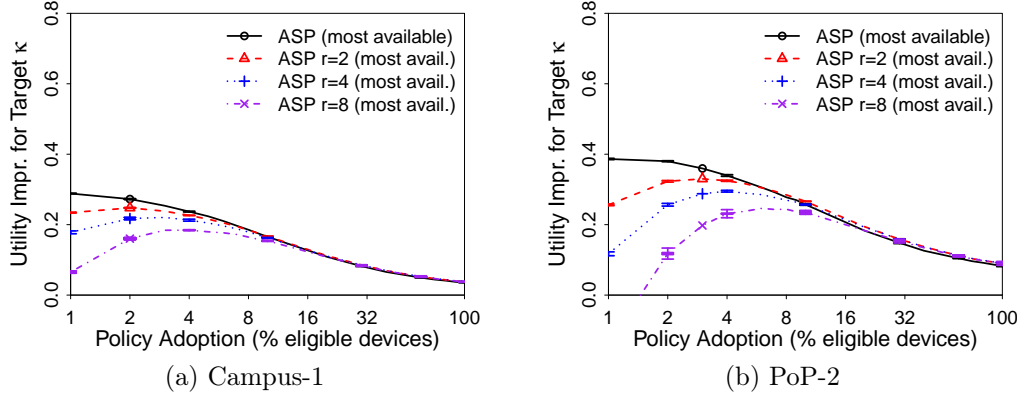 Utility Impr. for Target κ
0.0 0.2 0.4 0.6 0.8
ASP (most available)
ASP r=2 (most avail.)
ASP r=4 (most avail.)
ASP r=8 (most avail.)
1 2 4 8 16 32 100
Policy Adoption (% eligible devices)
(a) Campus-1
Utility Impr. for Target κ
0.0 0.2 0.4 0.6 0.8
ASP (most available)
ASP r=2 (most avail.)
ASP r=4 (most avail.)
ASP r=8 (most avail.)
1 2 4 8 16 32 100
Policy Adoption (% eligible devices)
(b) PoP-2